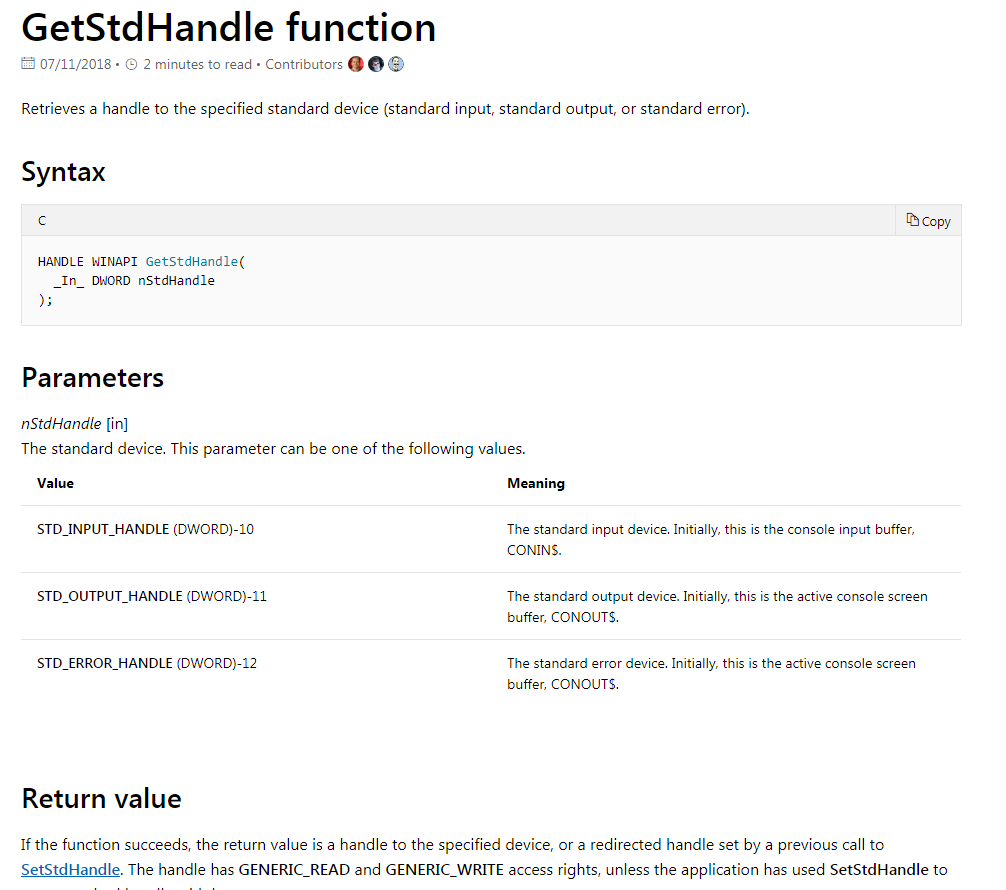 GetStdHandle function
07/11/2018 • 2 minutes to read • Contributors
Retrieves a handle to the specified standard device (standard input, standard output, or standard error).
Syntax
C
Copy
HANDLE WINAPI GetStdHandle(
  _In_ DWORD nStdHandle
);
Parameters
nStdHandle [in]
The standard device. This parameter can be one of the following values.
Value Meaning
STD_INPUT_HANDLE (DWORD)-10
The standard input device. Initially, this is the console input buffer,
CONIN$.
STD_OUTPUT_HANDLE (DWORD)-11
The standard output device. Initially, this is the active console screen
buffer, CONOUT$.
STD_ERROR_HANDLE (DWORD)-12
The standard error device. Initially, this is the active console screen
buffer, CONOUT$.
Return value
If the function succeeds, the return value is a handle to the specified device, or a redirected handle set by a previous call to
SetStdHandle. The handle has GENERIC_READ and GENERIC_WRITE access rights, unless the application has used SetStdHandle to